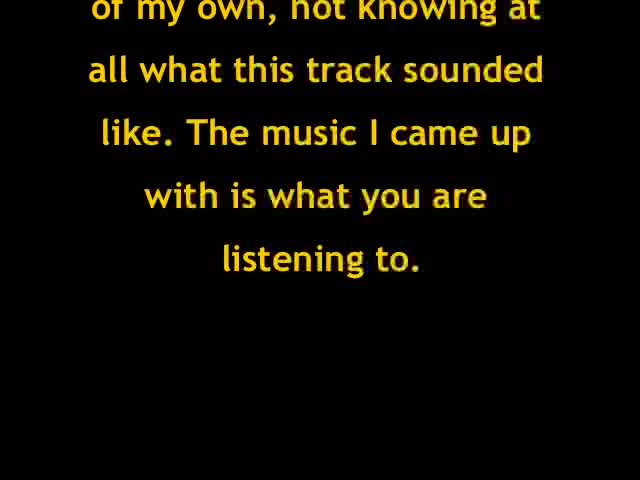 of my own, not knowing at
all what this track sounded
like. The music I came up
with is what you are
listening to.